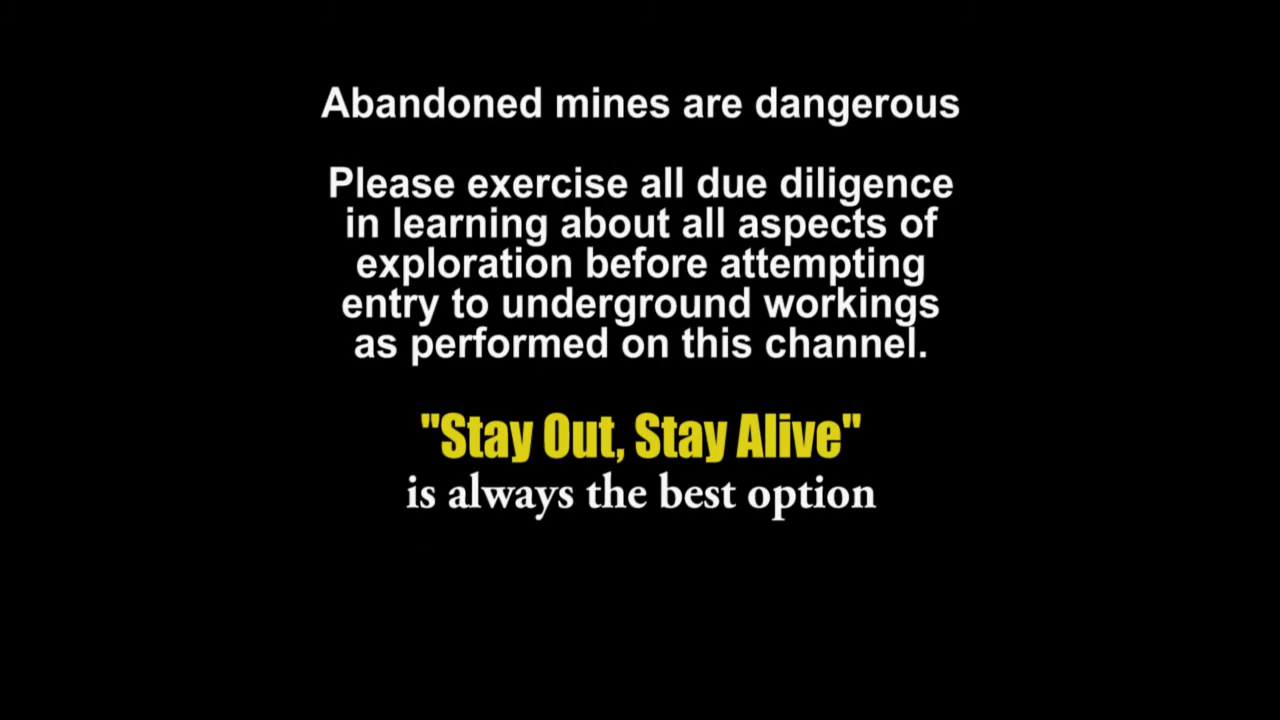 Abandoned mines are dangerous
Please exercise all due diligence
in learning about all aspects of
exploration before attempting
entry to underground workings
as performed on this channel.
"Stay Out, Stay Alive"
is always the best option